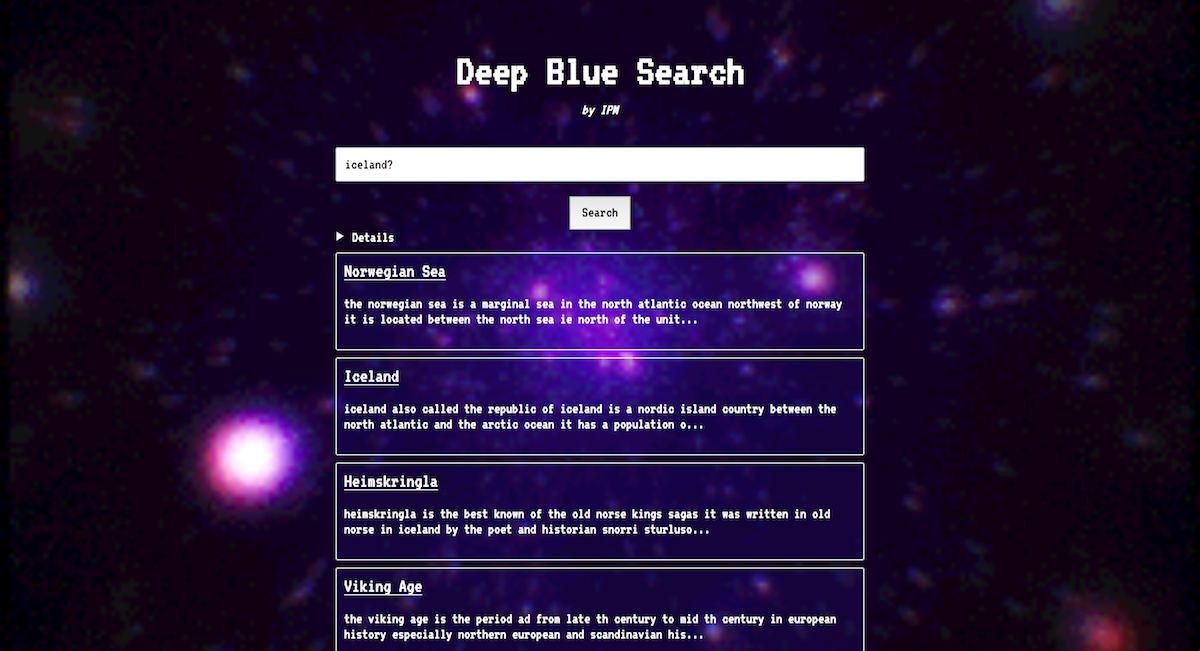 Deep Blue Search
by IPM
iceland?
Search
Details
Norwegian Sea
the norwegian sea is a marginal sea in the north atlantic ocean northwest of norway
it is located between the north sea ie north of the unit...
Iceland
iceland also called the republic of iceland is a nordic island country between the
north atlantic and the arctic ocean it has a population o...
Heimskringla
heimskringla is the best known of the old norse kings sagas it was written in old
norse in iceland by the poet and historian snorri sturluso...
Viking Age
the viking age is the period ad from late th century to mid th century in european
history especially northern european and scandinavian his...